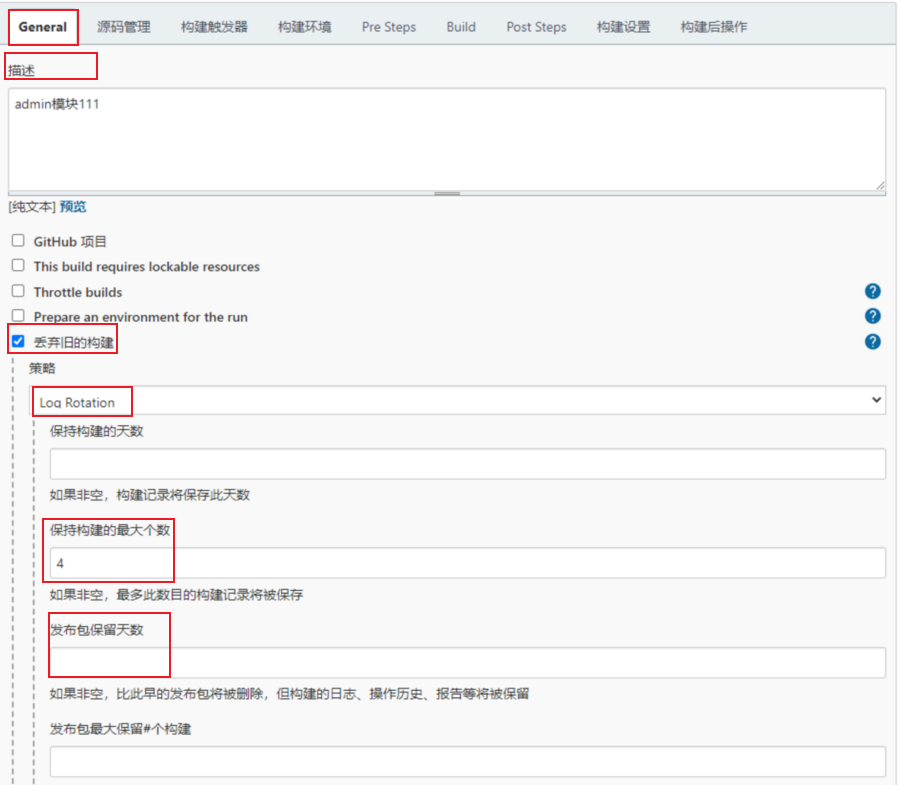 General 源码管理 构建触发器 构建环境 Pre Steps Build Post Steps 构建设置 构建后操作
描述
admin模块111
[纯文本] 预览
GitHub 项目
This build requires lockable resources
Throttle builds
Prepare an environment for the run
丢弃旧的构建
策略
Log Rotation
保持构建的天数
如果非空，构建记录将保存此天数
保持构建的最大个数
4
如果非空，最多此数目的构建记录将被保存
发布包保留天数
如果非空，比此早的发布包将被删除，但构建的日志、操作历史、报告等将被保留
发布包最大保留#个构建